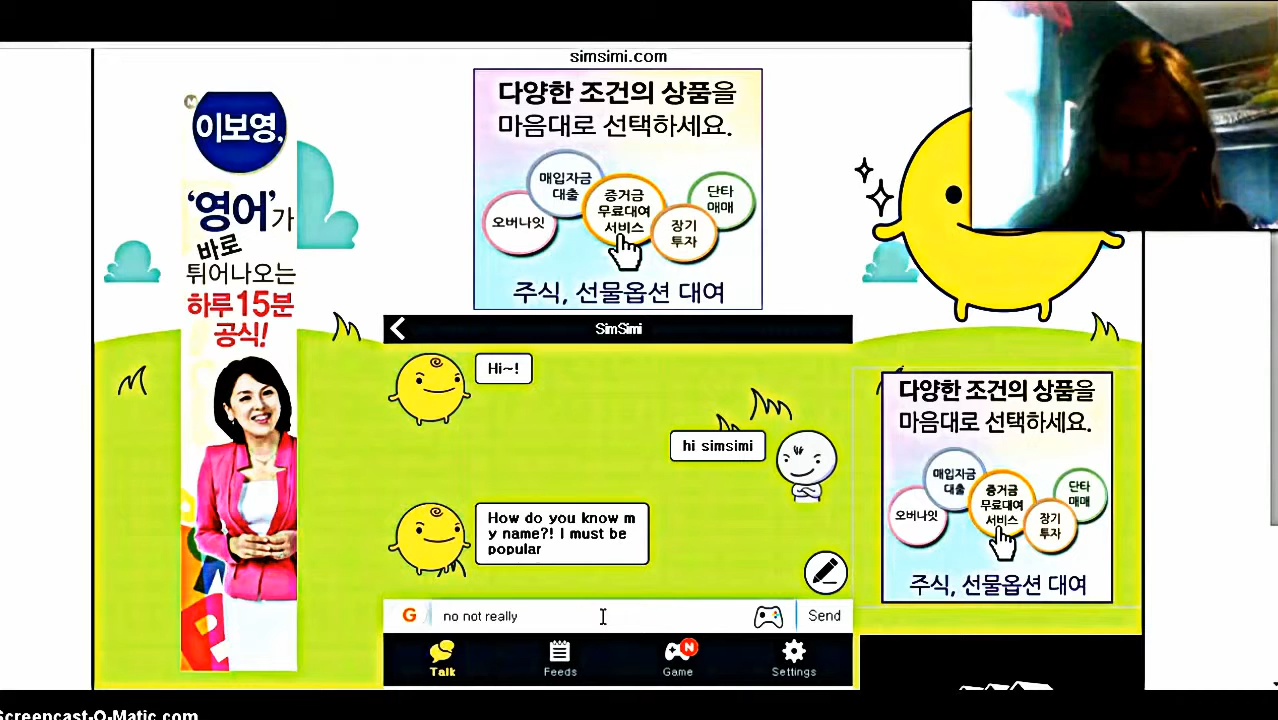 simsimi.com
이보영,
'영어'가
바로
튀어나오는
하루 15분
공식!
다양한 조건의 상품을
마음대로 선택하세요.
오버나잇
매입자금
대출
증거금
무료대여
서비스
장기
투자
단타
매매
주식, 선물옵션 대여
SimSimi
Hi~!
hi simsimi
How do you know m
y name?! I must be
popular
G
no not really
Send
Talk
Feeds
N
Game
Settings
다양한 조건의 상품을
마음대로 선택하세요.
오버나잇
매입자금
대출
증거금
무료대여
서비스
장기
투자
단타
매매
주식, 선물옵션 대여
Screencast-O-Matic.com